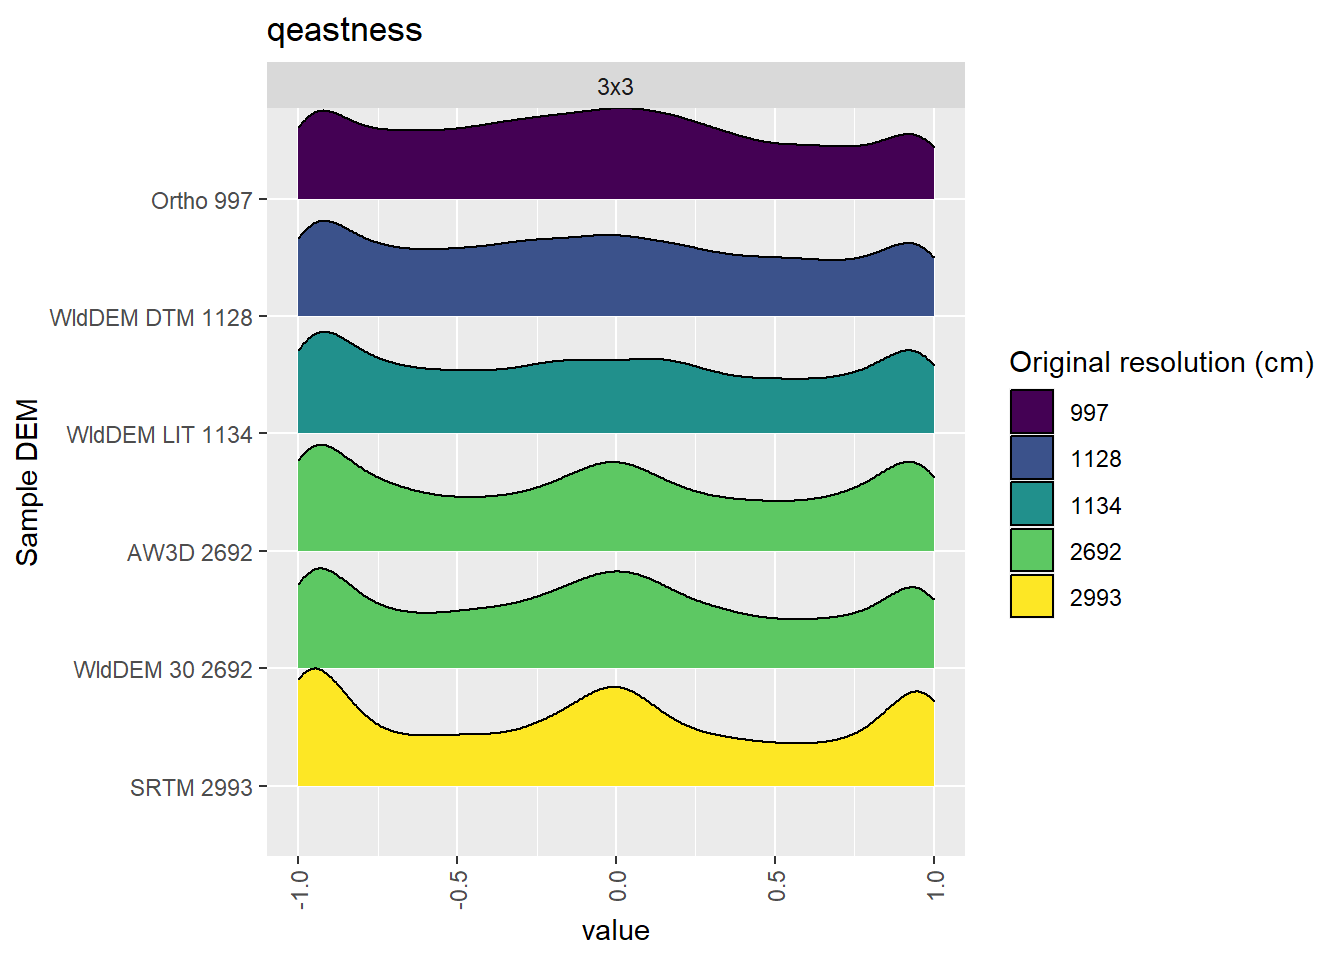 qeastness
3x3
Ortho 997
WldDEM DTM 1128
WldDEM LIT 1134
AW3D 2692
WldDEM 30 2692
SRTM 2993
Sample DEM
-1.0
-0.5
0.0
0.5
1.0
value
Original resolution (cm)
997
1128
1134
2692
2993